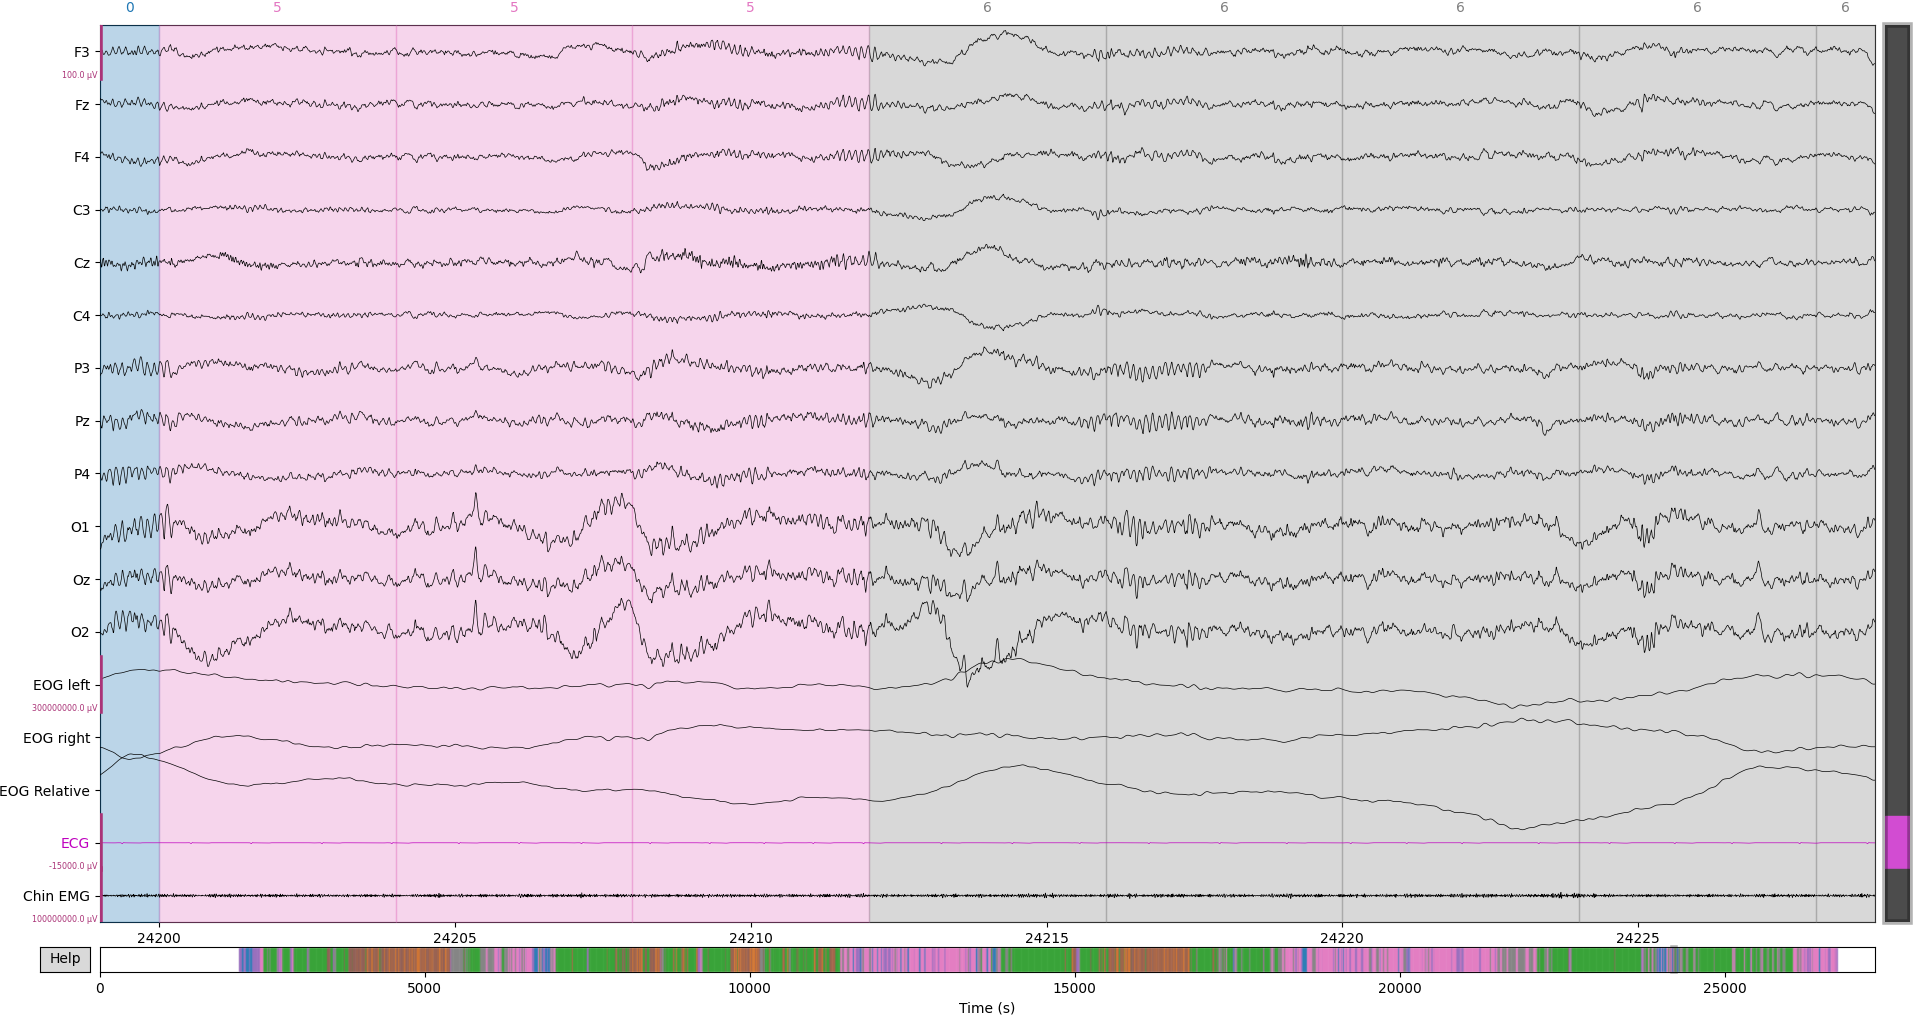 0 5 5 5 6 6 6 6 6
F3
100.0 µV
Fz
F4
C3
Cz
C4
P3
Pz
P4
O1
Oz
O2
EOG left
300000000.0 µV
EOG right
EOG Relative
ECG
-15000.0 µV
Chin EMG
100000000.0 µV
24200 24205 24210 24215 24220 24225
Help
0 5000 10000 15000 20000 25000
Time (s)